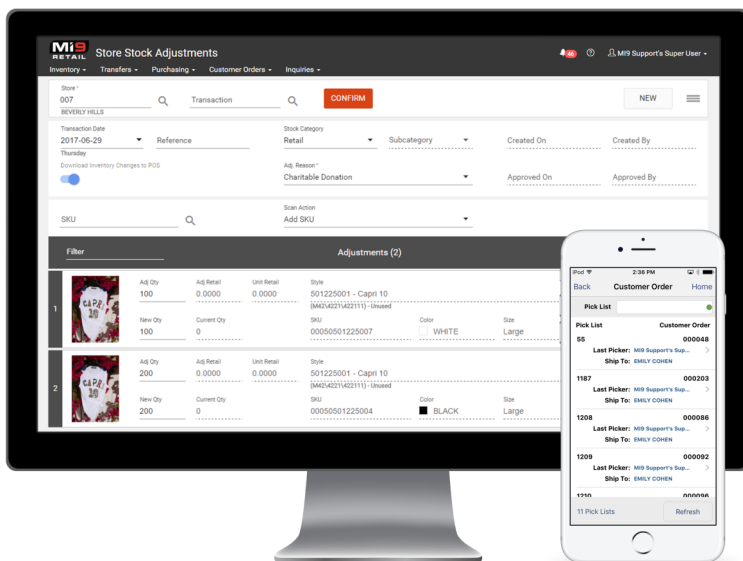 Mi9
RETAIL
Store Stock Adjustments
46
MI9 Support's Super User
Inventory Transfers Purchasing Customer Orders Inquiries
Store *
007
Transaction
CONFIRM
NEW
BEVERLY HILLS
Transaction Date
2017-06-29
Reference
Stock Category
Retail
Subcategory
Created On
Created By
Thursday
Download Inventory Changes to POS
Adj. Reason *
Charitable Donation
Approved On
Approved By
SKU
Scan Action
Add SKU
Filter
Adjustments (2)
1
CAPRI
10
Adj Qty
100
Adj Retail
0.0000
Unit Retail
0.0000
Style
501225001 - Capri 10
(M42\4221\422111) - Unused
New Qty
100
Current Qty
0
SKU
00050501225007
Color
WHITE
Size
Large
2
CAPRI
10
Adj Qty
200
Adj Retail
0.0000
Unit Retail
0.0000
Style
501225001 - Capri 10
(M42\4221\422111) - Unused
New Qty
200
Current Qty
0
SKU
00050501225004
Color
BLACK
Size
Large
iPod 2:36 PM
Back Customer Order Home
Pick List
Pick List Customer Order
55 000048
Last Picker: MI9 Support's Sup...
Ship To: EMILY COHEN
1187 000203
Last Picker: MI9 Support's Sup...
Ship To: EMILY COHEN
1208 000086
Last Picker: MI9 Support's Sup...
Ship To: EMILY COHEN
1209 000092
Last Picker: MI9 Support's Sup...
Ship To: EMILY COHEN
1210 000096
11 Pick Lists Refresh